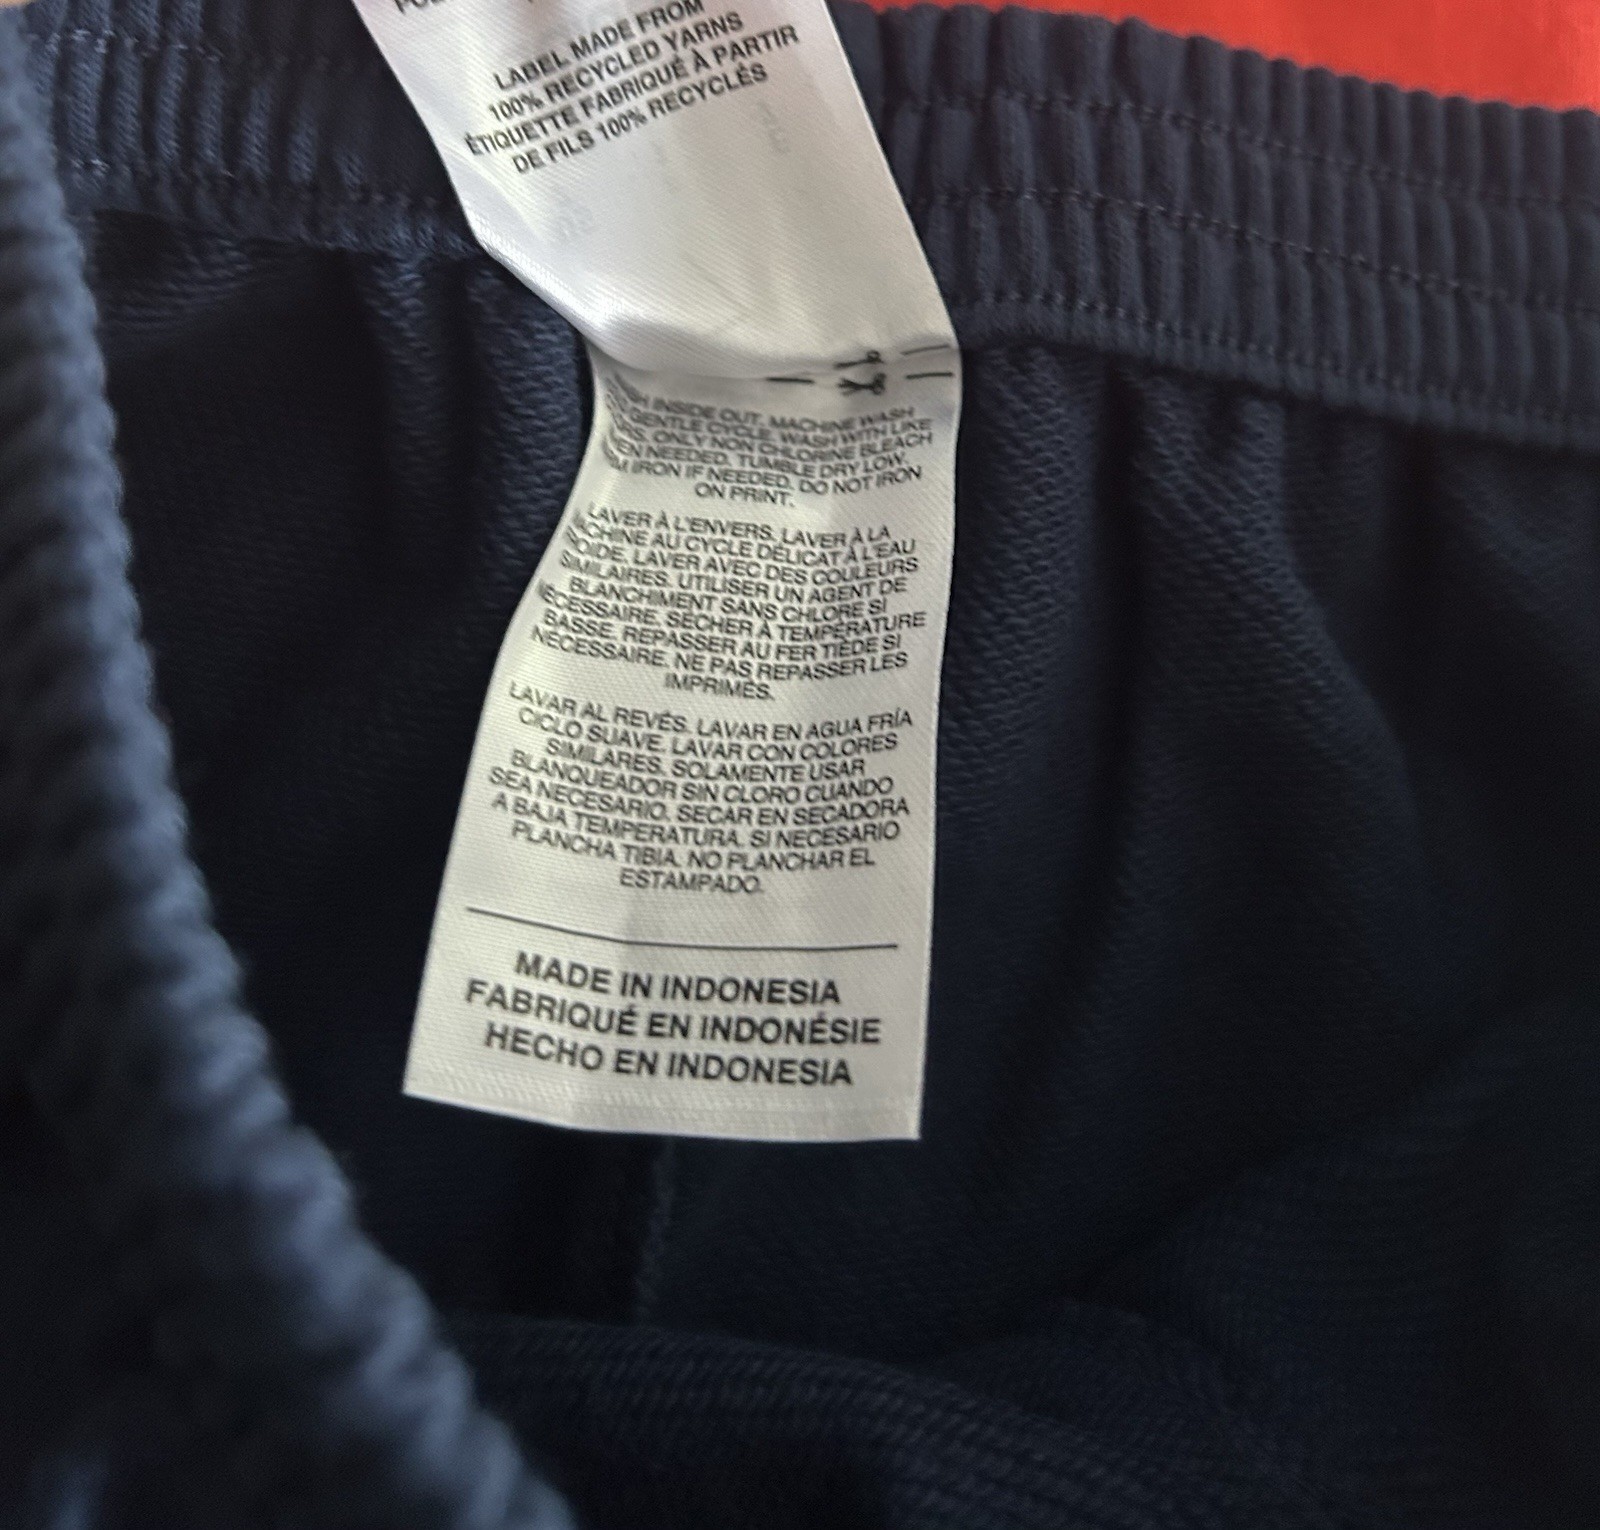 LABEL MADE FROM
100% RECYCLED YARNS
ÉTIQUETTE FABRIQUÉ À PARTIR
DE FILS 100% RECYCLÉS
INSIDE OUT. MACHINE WASH
GENTLE CYCLE. WASH WITH LIKE
ONLY NON CHLORINE BLEACH
NEEDED. TUMBLE DRY LOW.
IRON IF NEEDED. DO NOT IRON
ON PRINT.
LAVER À L'ENVERS. LAVER À LA
MACHINE AU CYCLE DÉLICAT À L'EAU
LAVER AVEC DES COULEURS
SIMILAIRES. UTILISER UN AGENT DE
BLANCHIMENT SANS CHLORE SI
NÉCESSAIRE. SÉCHER À TEMPÉRATURE
BASSE. REPASSER AU FER TIÈDE SI
NÉCESSAIRE. NE PAS REPASSER LES
IMPRIMÉS.
LAVAR AL REVÉS. LAVAR EN AGUA FRÍA
CICLO SUAVE. LAVAR CON COLORES
SIMILARES. SOLAMENTE USAR
BLANQUEADOR SIN CLORO CUANDO
SEA NECESARIO. SECAR EN SECADORA
A BAJA TEMPERATURA. SI NECESARIO
PLANCHA TIBIA. NO PLANCHAR EL
ESTAMPADO.
MADE IN INDONESIA
FABRIQUÉ EN INDONÉSIE
HECHO EN INDONESIA